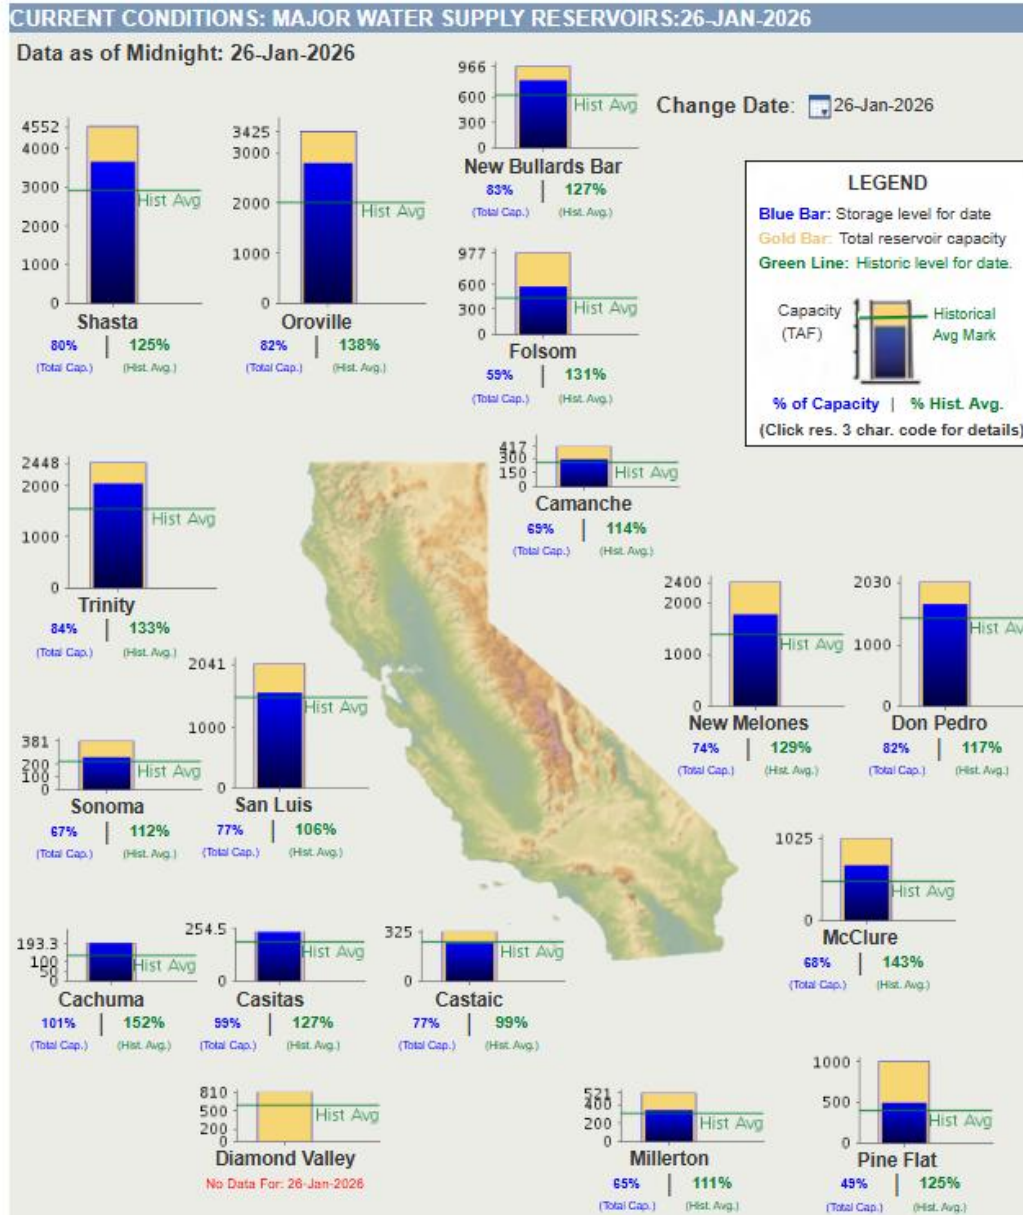 CURRENT CONDITIONS: MAJOR WATER SUPPLY RESERVOIRS:26-JAN-2026
Data as of Midnight: 26-Jan-2026
Change Date: 26-Jan-2026
966
600
300
0
Hist Avg
New Bullards Bar
83% | 127%
(Total Cap.) (Hist. Avg.)
4552
4000
3000
2000
1000
0
Hist Avg
Shasta
80% | 125%
(Total Cap.) (Hist. Avg.)
3425
3000
2000
1000
0
Hist Avg
Oroville
82% | 138%
(Total Cap.) (Hist. Avg.)
977
600
300
0
Hist Avg
Folsom
59% | 131%
(Total Cap.) (Hist. Avg.)
LEGEND
Blue Bar: Storage level for date
Gold Bar: Total reservoir capacity
Green Line: Historic level for date.
Capacity
(TAF)
Historical
Avg Mark
% of Capacity | % Hist. Avg.
(Click res. 3 char. code for details)
2448
2000
1000
0
Hist Avg
Trinity
84% | 133%
(Total Cap.) (Hist. Avg.)
417
300
150
0
Hist Avg
Camanche
69% | 114%
(Total Cap.) (Hist. Avg.)
2400
2000
1000
0
Hist Avg
New Melones
74% | 129%
(Total Cap.) (Hist. Avg.)
2030
1000
0
Hist Av
Don Pedro
82% | 117%
(Total Cap.) (Hist. Avg.)
381
200
100
0
Hist Avg
Sonoma
67% | 112%
(Total Cap.) (Hist. Avg.)
2041
1000
0
Hist Avg
San Luis
77% | 106%
(Total Cap.) (Hist. Avg.)
1025
0
Hist Avg
McClure
68% | 143%
(Total Cap.) (Hist. Avg.)
193.3
100
50
0
Hist Avg
Cachuma
101% | 152%
(Total Cap.) (Hist. Avg.)
254.5
0
Hist Avg
Casitas
99% | 127%
(Total Cap.) (Hist. Avg.)
325
0
Hist Avg
Castaic
77% | 99%
(Total Cap.) (Hist. Avg.)
810
500
200
0
Hist Avg
Diamond Valley
No Data For: 26-Jan-2026
521
400
200
0
Hist Avg
Millerton
65% | 111%
(Total Cap.) (Hist. Avg.)
1000
500
0
Hist Avg
Pine Flat
49% | 125%
(Total Cap.) (Hist. Avg.)